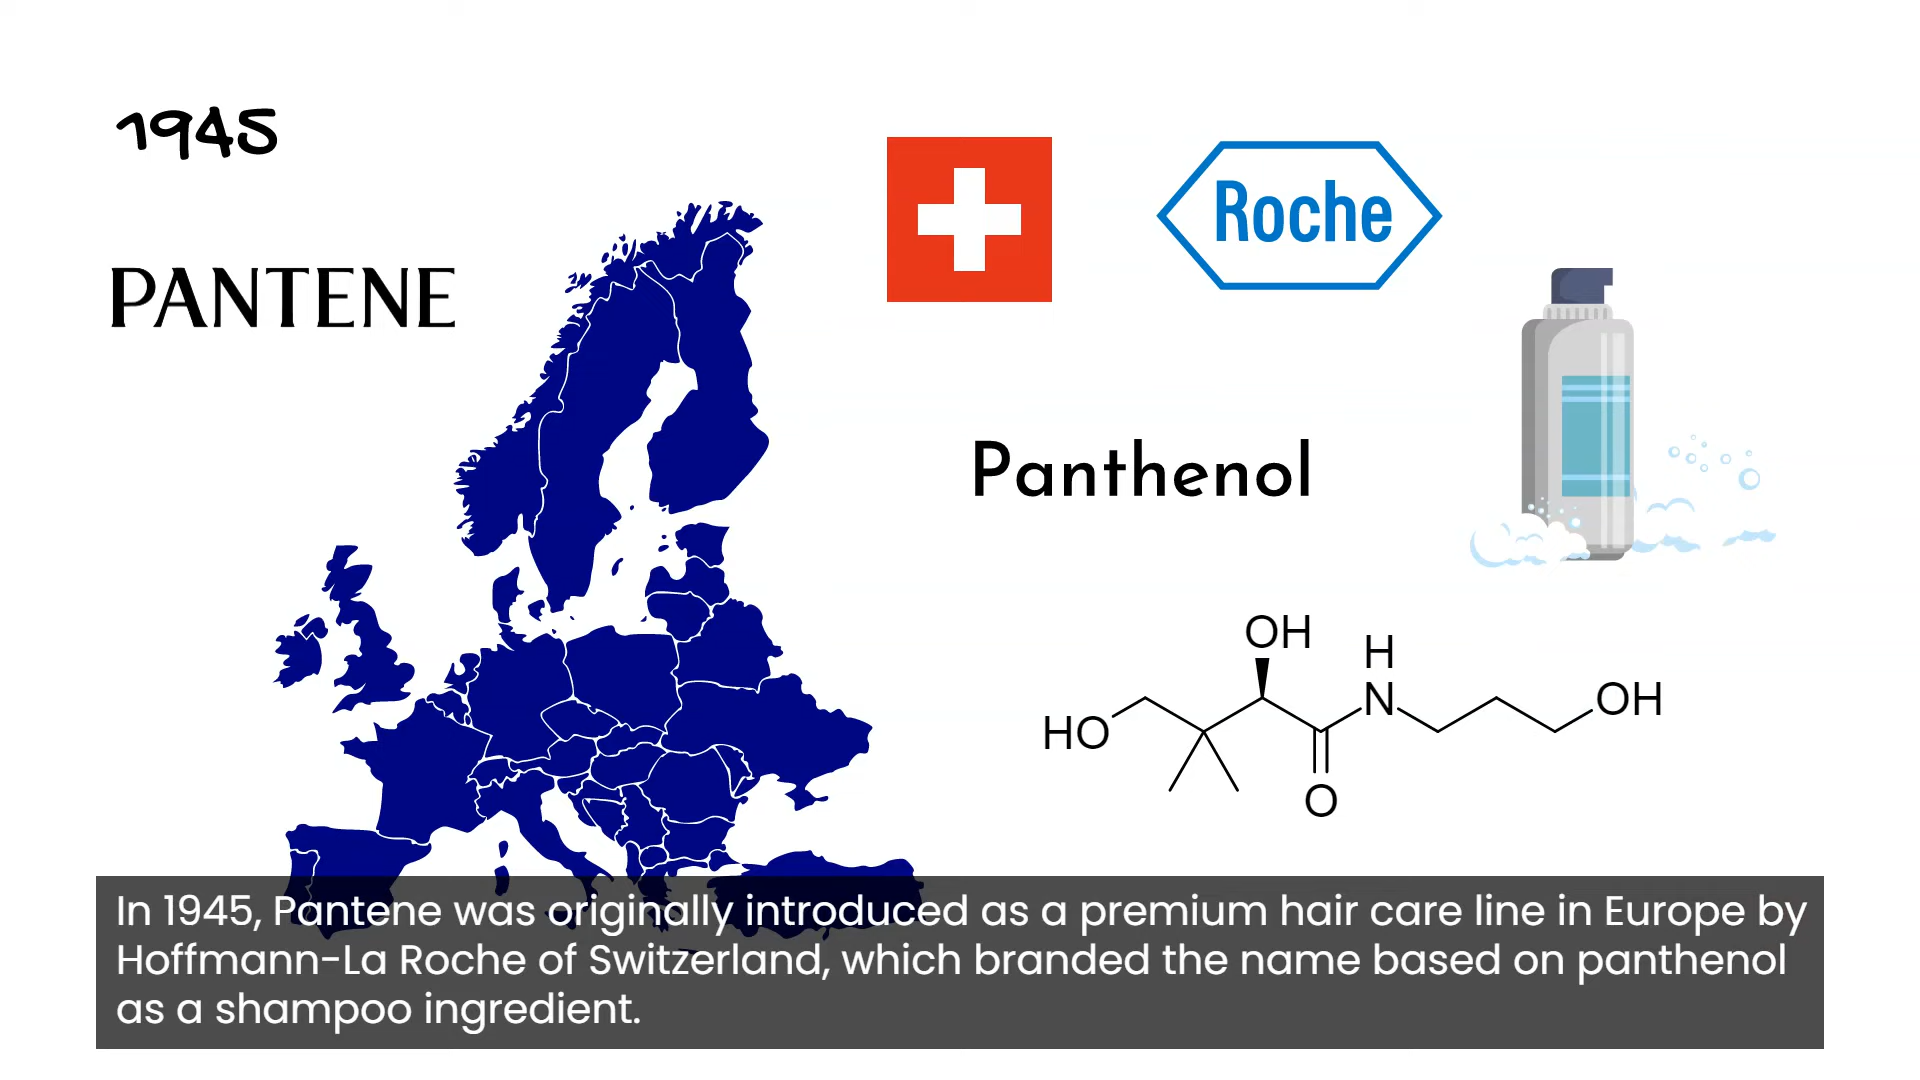 1945
PANTENE
Roche
Panthenol
OH
H
N
OH
HO
O
In 1945, Pantene was originally introduced as a premium hair care line in Europe by
Hoffmann-La Roche of Switzerland, which branded the name based on panthenol
as a shampoo ingredient.